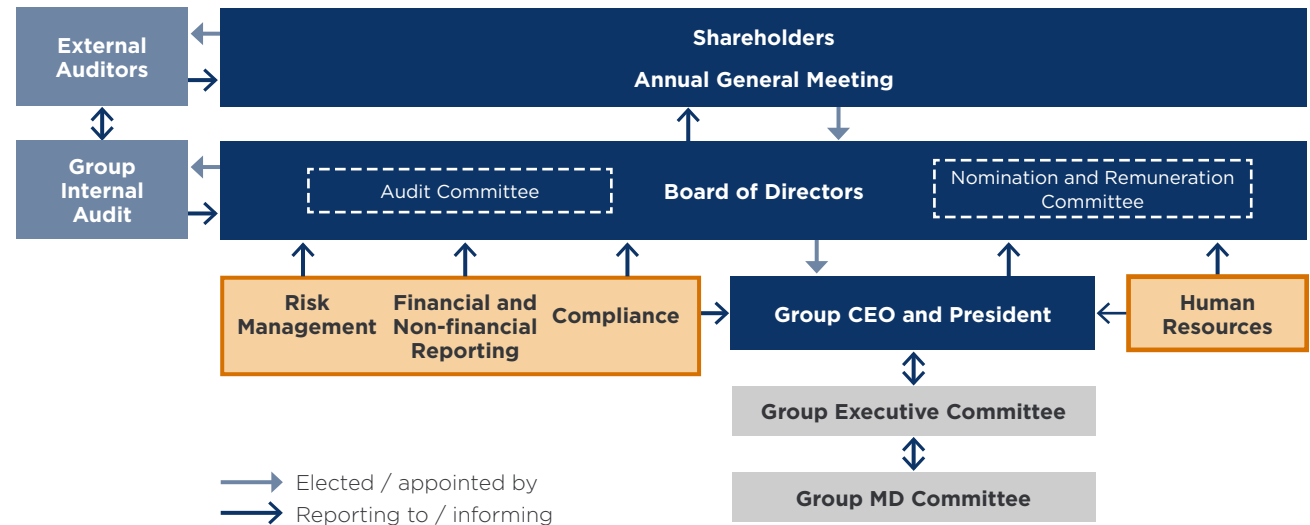 External
Auditors
Shareholders
Annual General Meeting
Group
Internal
Audit
Audit Committee
Board of Directors
Nomination and Remuneration
Committee
Risk
Management
Financial and
Non-financial
Reporting
Compliance
Group CEO and President
Human
Resources
Group Executive Committee
Group MD Committee
Elected / appointed by
Reporting to / informing